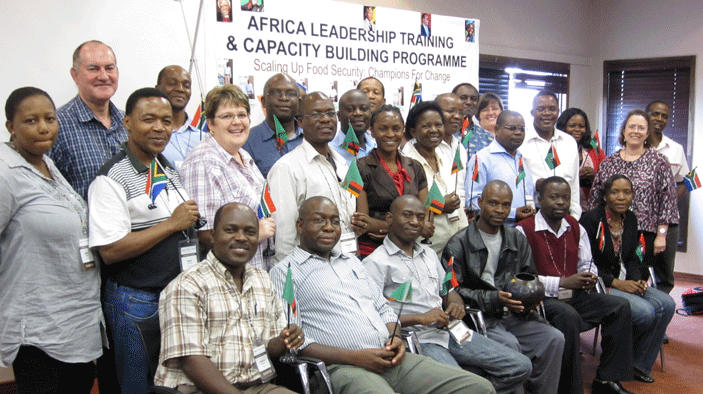 AFRICA LEADERSHIP TRAINING
& CAPACITY BUILDING PROGRAMME
Scaling Up Food Security: Champions For Change